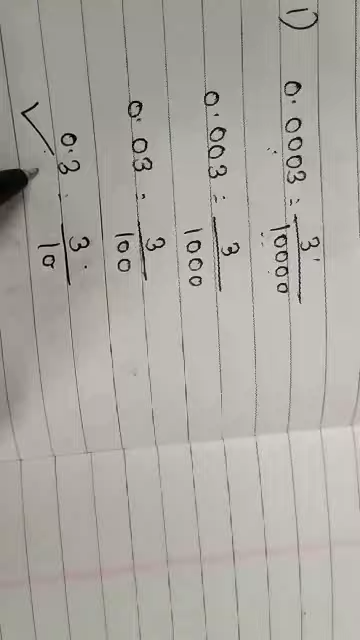 1) 0.0003 = 3/10000
0.003 = 3/1000
0.03 = 3/100
0.3 = 3/10